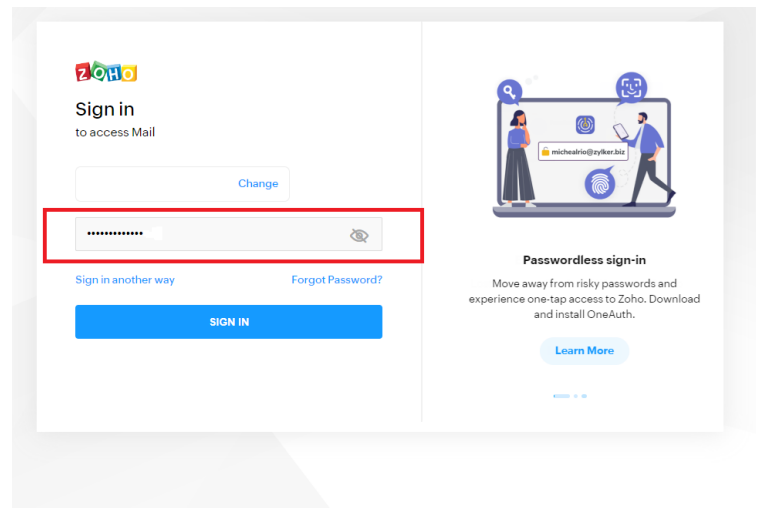 ZOHO
Sign in
to access Mail
Change
•••••••••••••
Sign in another way
Forgot Password?
SIGN IN
michealrio@zylker.biz
Passwordless sign-in
Move away from risky passwords and
experience one-tap access to Zoho. Download
and install OneAuth.
Learn More